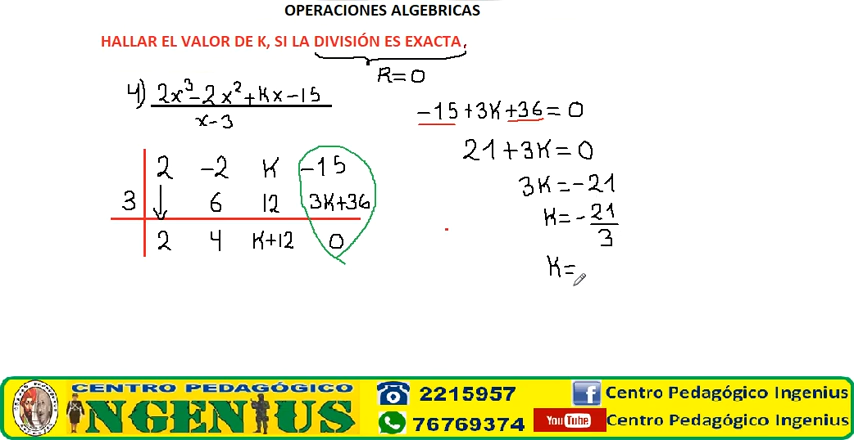 OPERACIONES ALGEBRICAS
HALLAR EL VALOR DE K, SI LA DIVISIÓN ES EXACTA,
R=0
4) 2x³-2x²+Kx-15
x-3
2 -2 K -15
3 6 12 3K+36
2 4 K+12 0
-15+3K+36=0
21+3K=0
3K=-21
K=-21
3
K=
CENTRO PEDAGÓGICO
INGENIUS
2215957
76769374
f Centro Pedagógico Ingenius
YouTube Centro Pedagógico Ingenius